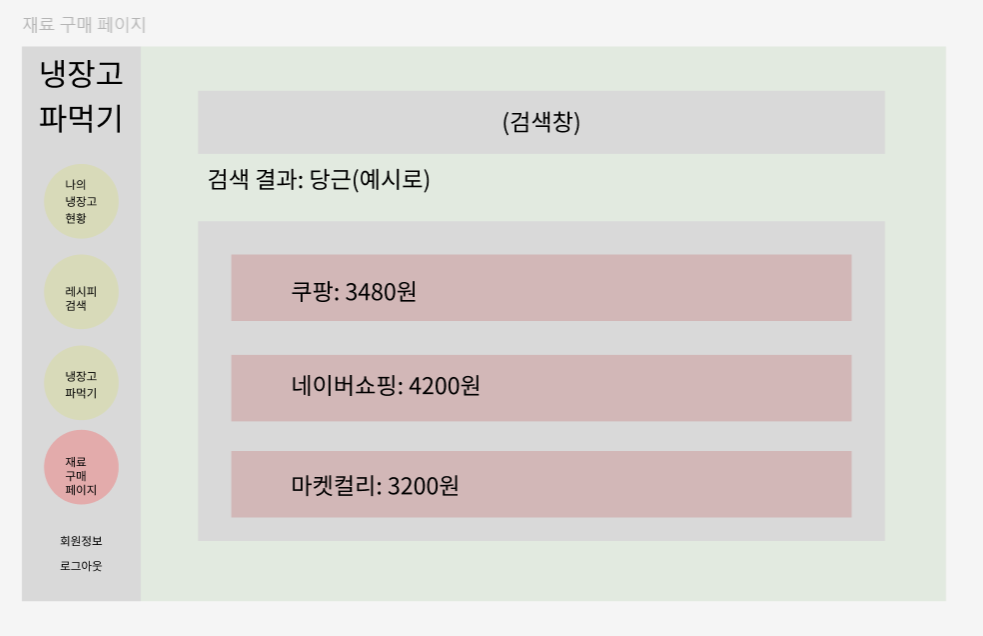 재료 구매 페이지
냉장고
파먹기
나의
냉장고
현황
레시피
검색
냉장고
파먹기
재료
구매
페이지
회원정보
로그아웃
(검색창)
검색 결과: 당근(예시로)
쿠팡: 3480원
네이버쇼핑: 4200원
마켓컬리: 3200원